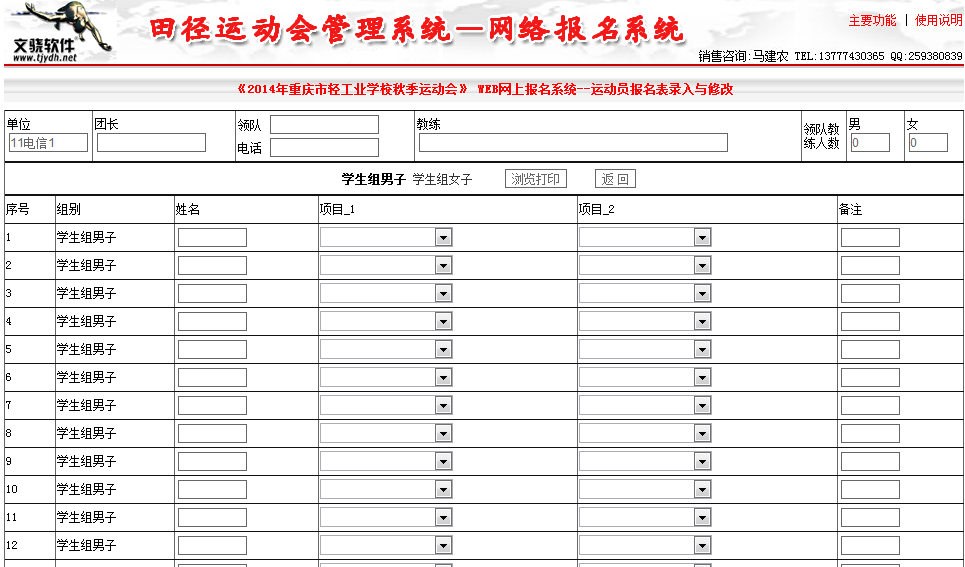 文骁软件
www.tjydh.net
田径运动会管理系统—网络报名系统
主要功能 | 使用说明
销售咨询:马建农 TEL:13777430365 QQ:259380839
《2014年重庆市轻工业学校秋季运动会》 WEB网上报名系统--运动员报名表录入与修改
单位 团长 领队 教练 领队教练人数 男 女
11电信1 电话 0 0
学生组男子 学生组女子 浏览打印 返 回
序号 组别 姓名 项目_1 项目_2 备注
1 学生组男子
2 学生组男子
3 学生组男子
4 学生组男子
5 学生组男子
6 学生组男子
7 学生组男子
8 学生组男子
9 学生组男子
10 学生组男子
11 学生组男子
12 学生组男子